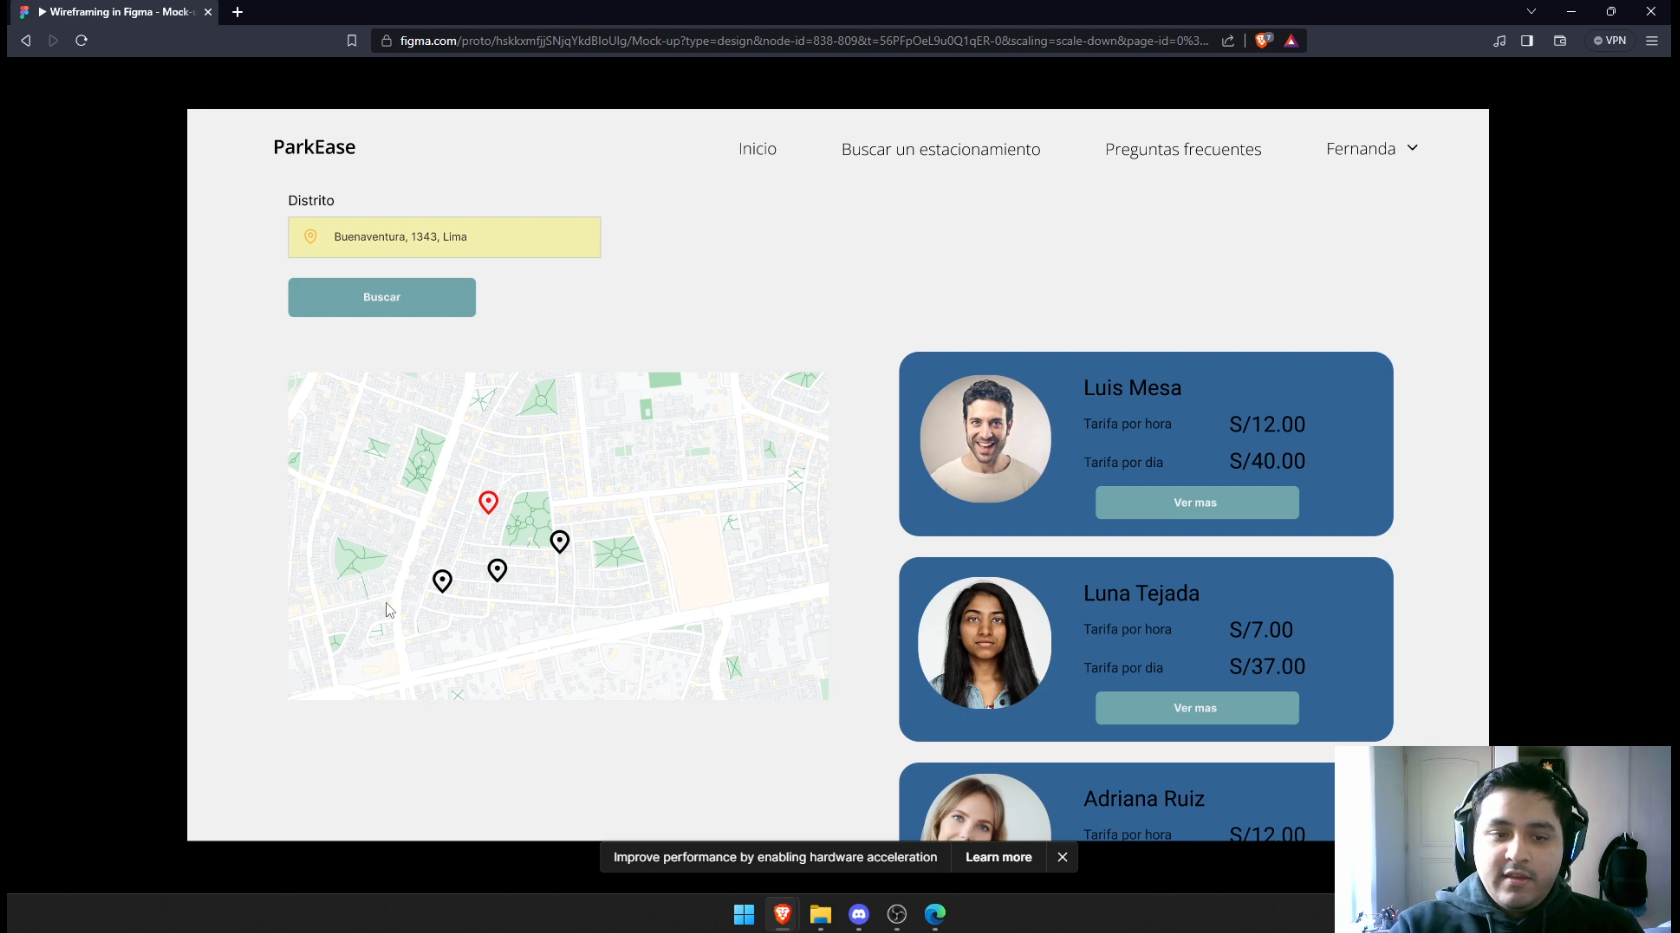 Wireframing in Figma - Mock-u
figma.com/proto/hskkxmfjjSNjqYkdBIoUIg/Mock-up?type=design&node-id=838-809&t=56PFpOeL9u0Q1qER-0&scaling=scale-down&page-id=0%3...
7
VPN
ParkEase
Inicio
Buscar un estacionamiento
Preguntas frecuentes
Fernanda
Distrito
Buenaventura, 1343, Lima
Buscar
Luis Mesa
Tarifa por hora S/12.00
Tarifa por dia S/40.00
Ver mas
Luna Tejada
Tarifa por hora S/7.00
Tarifa por dia S/37.00
Ver mas
Adriana Ruiz
Tarifa por hora S/12.00
Improve performance by enabling hardware acceleration
Learn more